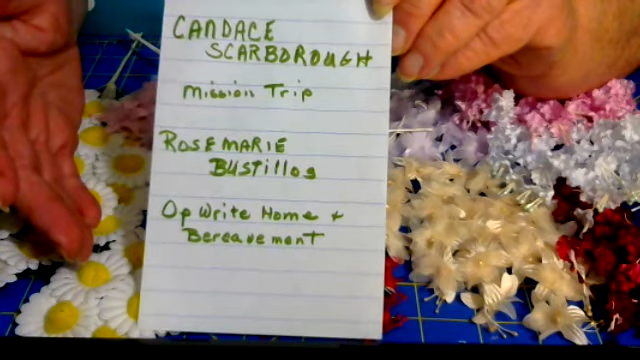 CANDACE
SCARBOROUGH
Mission Trip
ROSEMARIE
BUSTILLOS
Op Write Home +
Bereavement